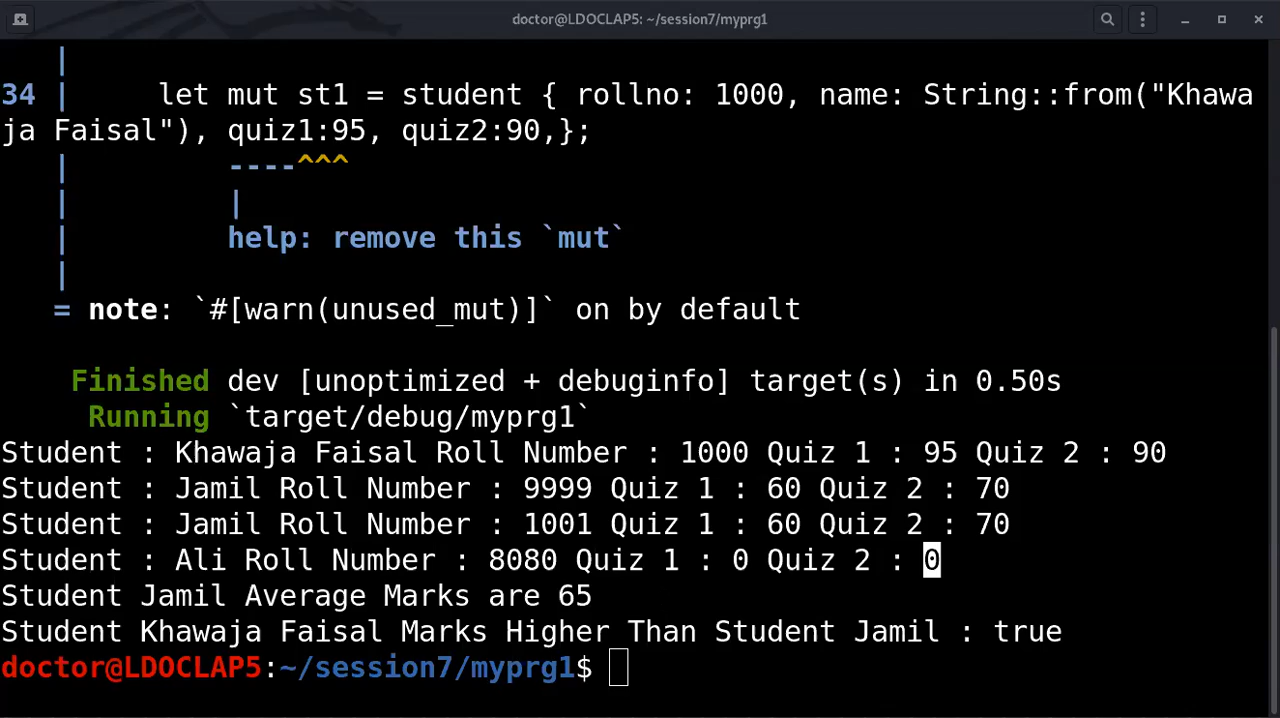 doctor@LDOCLAP5: ~/session7/myprg1
|
34 |     let mut st1 = student { rollno: 1000, name: String::from("Khawa
ja Faisal"), quiz1:95, quiz2:90,};
|         ----^^^
|         |
|         help: remove this `mut`
|
= note: `#[warn(unused_mut)]` on by default
Finished dev [unoptimized + debuginfo] target(s) in 0.50s
Running `target/debug/myprg1`
Student : Khawaja Faisal Roll Number : 1000 Quiz 1 : 95 Quiz 2 : 90
Student : Jamil Roll Number : 9999 Quiz 1 : 60 Quiz 2 : 70
Student : Jamil Roll Number : 1001 Quiz 1 : 60 Quiz 2 : 70
Student : Ali Roll Number : 8080 Quiz 1 : 0 Quiz 2 : 0
Student Jamil Average Marks are 65
Student Khawaja Faisal Marks Higher Than Student Jamil : true
doctor@LDOCLAP5:~/session7/myprg1$